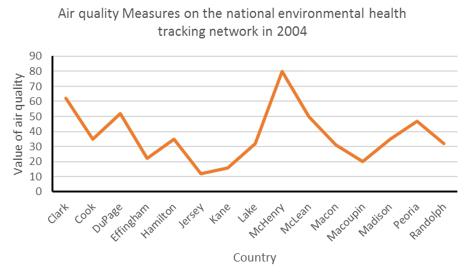 Air quality Measures on the national environmental health
tracking network in 2004
Value of air quality
90
80
70
60
50
40
30
20
10
0
Clark
Cook
DuPage
Effingham
Hamilton
Jersey
Kane
Lake
McHenry
McLean
Macon
Macoupin
Madison
Peoria
Randolph
Country